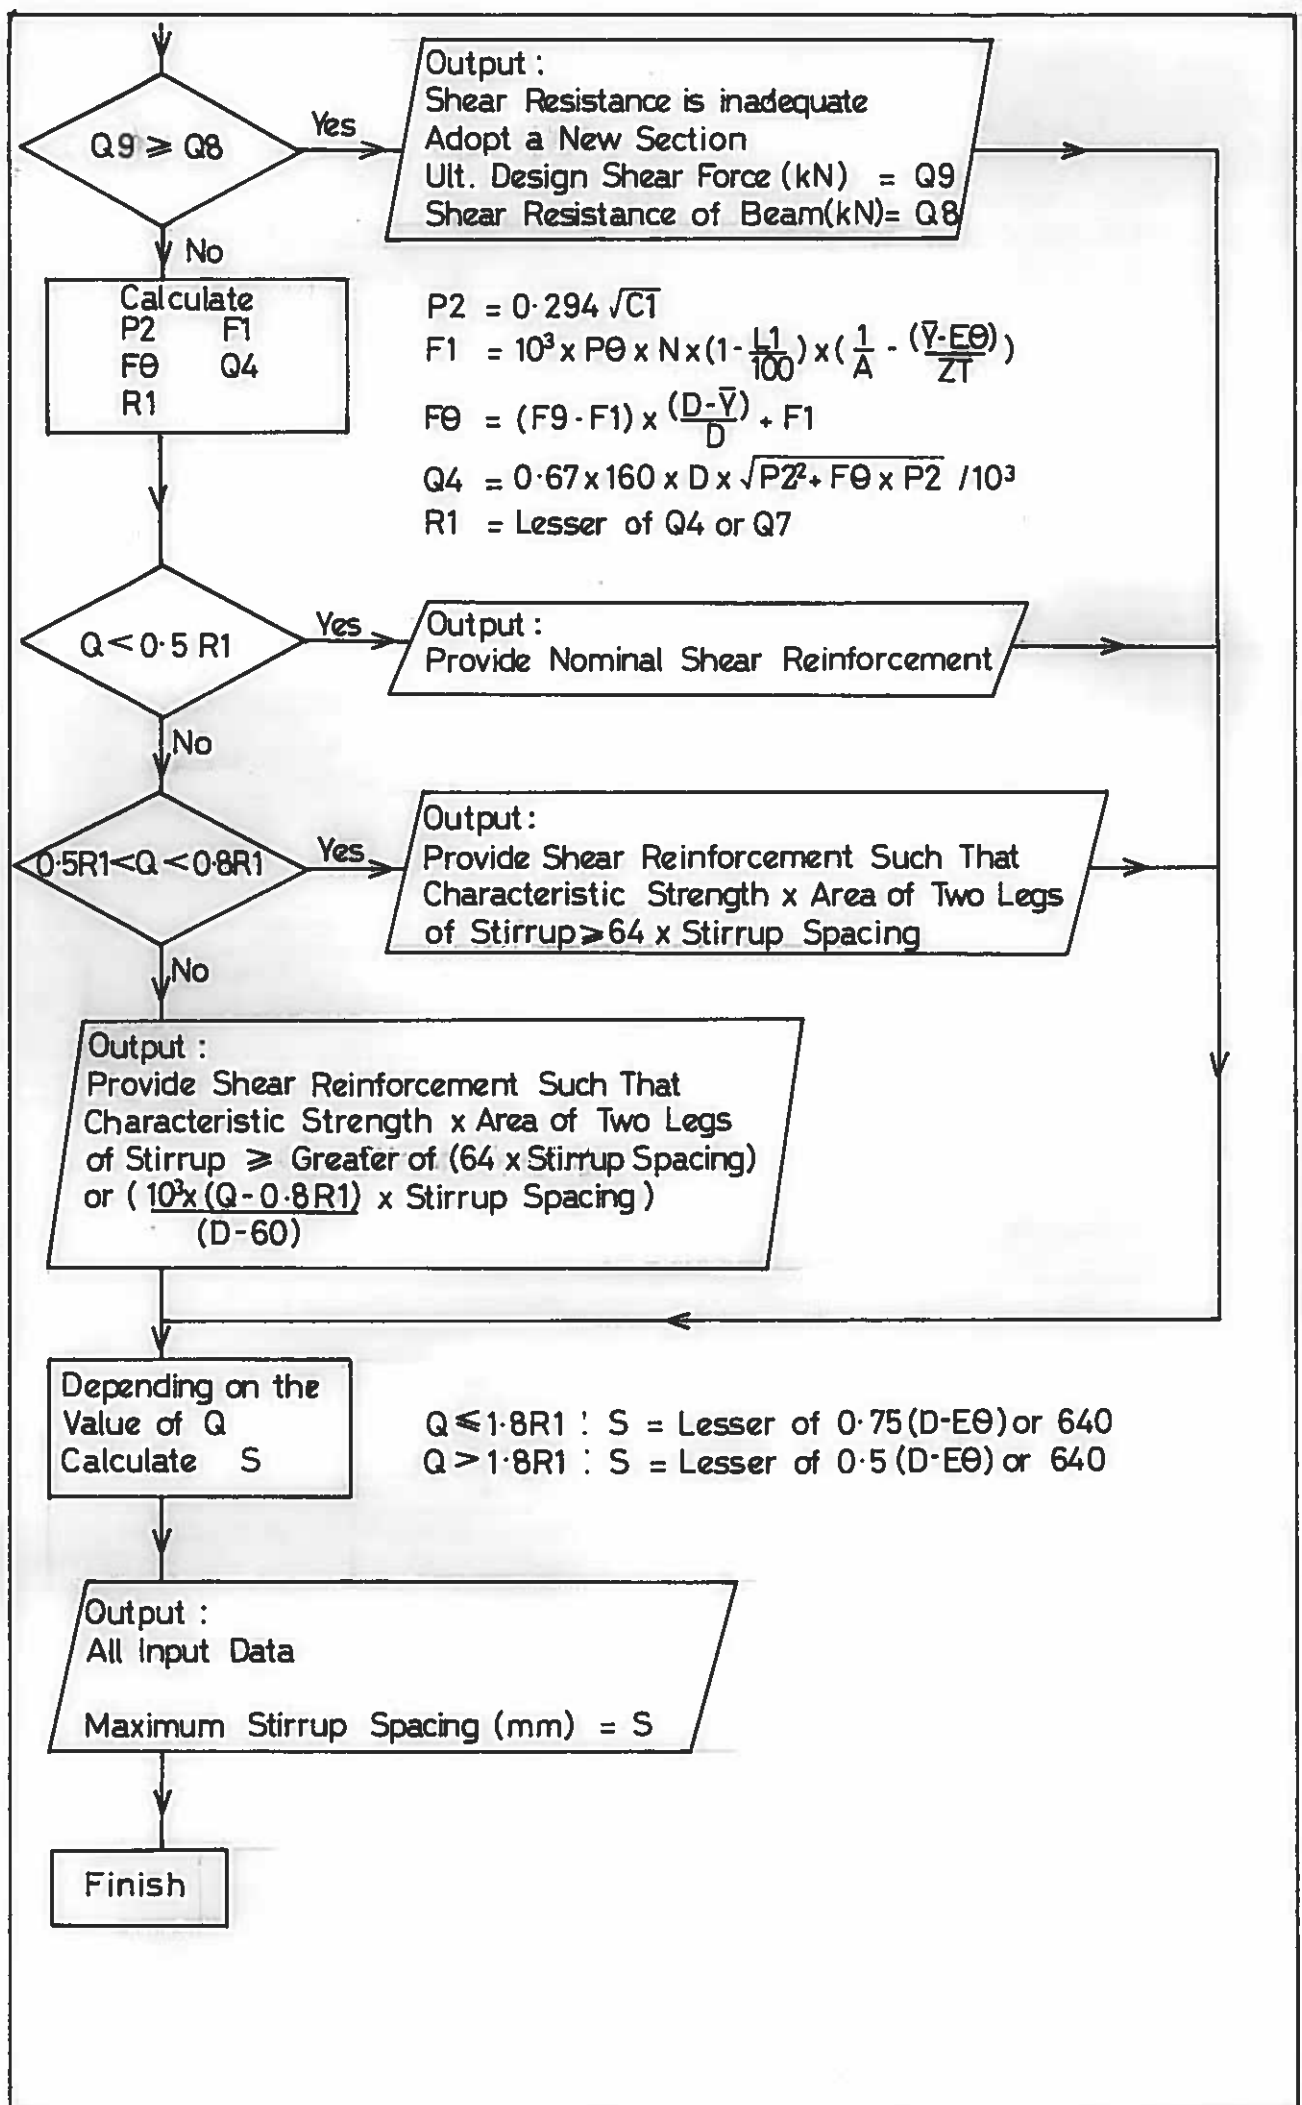 Q9 ⩾ Q8
Yes
Output :
Shear Resistance is inadequate
Adopt a New Section
Ult. Design Shear Force (kN) = Q9
Shear Resistance of Beam(kN)= Q8
No
Calculate
P2 F1
Fθ Q4
R1
P2 = 0·294 √C1
F1 = 10³ x Pθ x N x (1 - L1/100) x (1/A - (Y̅-Eθ)/ZT)
Fθ = (F9 - F1) x (D-Y̅)/D + F1
Q4 = 0·67 x 160 x D x √P2² + Fθ x P2 /10³
R1 = Lesser of Q4 or Q7
Q < 0·5 R1
Yes
Output :
Provide Nominal Shear Reinforcement
No
0·5R1<Q <0·8R1
Yes
Output :
Provide Shear Reinforcement Such That
Characteristic Strength x Area of Two Legs
of Stirrup ⩾ 64 x Stirrup Spacing
No
Output :
Provide Shear Reinforcement Such That
Characteristic Strength x Area of Two Legs
of Stirrup ⩾ Greater of (64 x Stirrup Spacing)
or ( 10³x (Q - 0·8R1)/(D-60) x Stirrup Spacing )
Depending on the
Value of Q
Calculate S
Q ⩽ 1·8R1 : S = Lesser of 0·75 (D-Eθ) or 640
Q > 1·8R1 : S = Lesser of 0·5 (D-Eθ) or 640
Output :
All Input Data
Maximum Stirrup Spacing (mm) = S
Finish